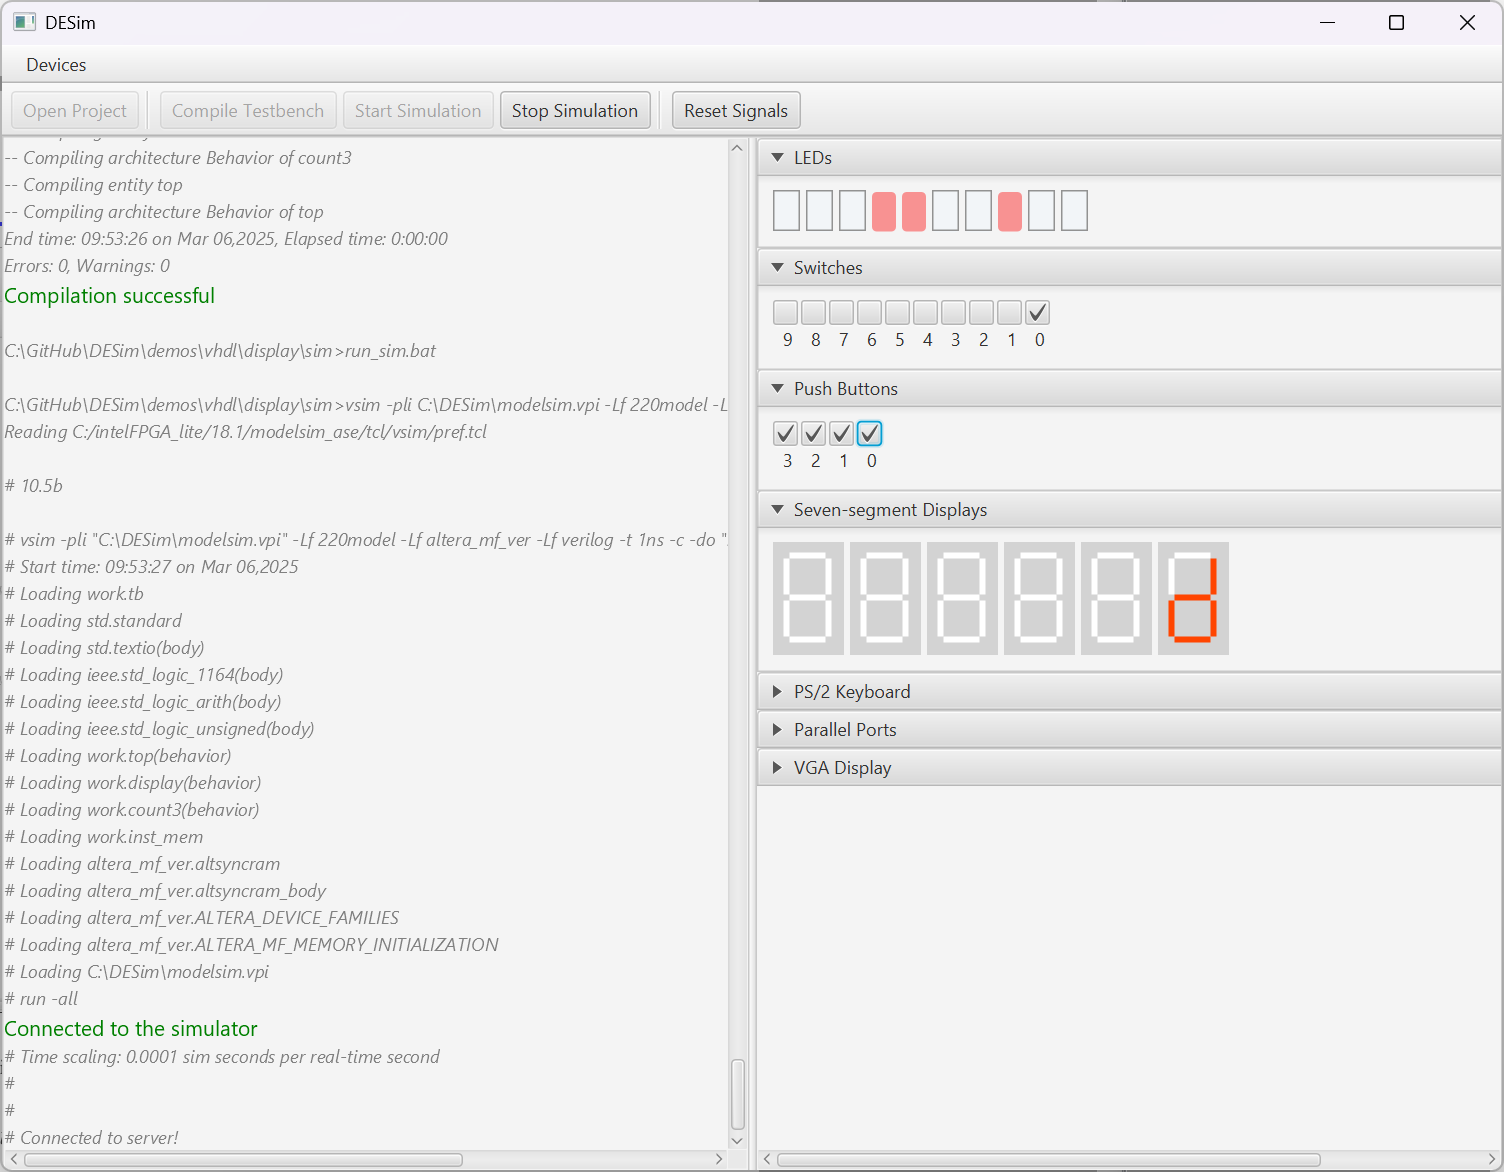 DESim
Devices
Open Project Compile Testbench Start Simulation Stop Simulation Reset Signals
-- Compiling architecture Behavior of count3
-- Compiling entity top
-- Compiling architecture Behavior of top
End time: 09:53:26 on Mar 06,2025, Elapsed time: 0:00:00
Errors: 0, Warnings: 0
Compilation successful
C:\GitHub\DESim\demos\vhdl\display\sim>run_sim.bat
C:\GitHub\DESim\demos\vhdl\display\sim>vsim -pli C:\DESim\modelsim.vpi -Lf 220model -L
Reading C:/intelFPGA_lite/18.1/modelsim_ase/tcl/vsim/pref.tcl
# 10.5b
# vsim -pli "C:\DESim\modelsim.vpi" -Lf 220model -Lf altera_mf_ver -Lf verilog -t 1ns -c -do "
# Start time: 09:53:27 on Mar 06,2025
# Loading work.tb
# Loading std.standard
# Loading std.textio(body)
# Loading ieee.std_logic_1164(body)
# Loading ieee.std_logic_arith(body)
# Loading ieee.std_logic_unsigned(body)
# Loading work.top(behavior)
# Loading work.display(behavior)
# Loading work.count3(behavior)
# Loading work.inst_mem
# Loading altera_mf_ver.altsyncram
# Loading altera_mf_ver.altsyncram_body
# Loading altera_mf_ver.ALTERA_DEVICE_FAMILIES
# Loading altera_mf_ver.ALTERA_MF_MEMORY_INITIALIZATION
# Loading C:\DESim\modelsim.vpi
# run -all
Connected to the simulator
# Time scaling: 0.0001 sim seconds per real-time second
#
#
# Connected to server!
LEDs
Switches
9 8 7 6 5 4 3 2 1 0
Push Buttons
3 2 1 0
Seven-segment Displays
d
PS/2 Keyboard
Parallel Ports
VGA Display